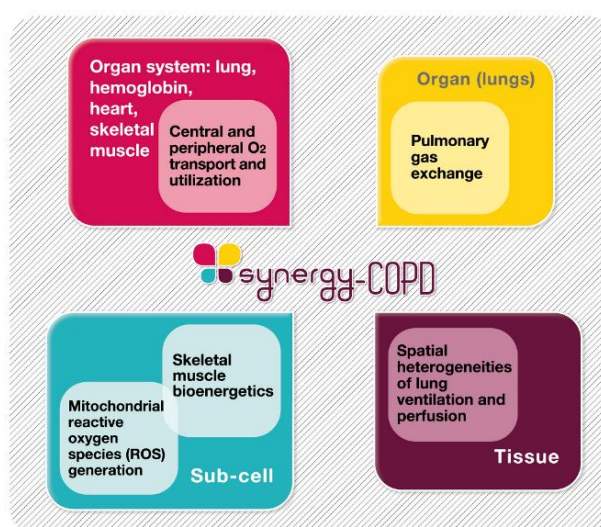 Organ system: lung,
hemoglobin,
heart,
skeletal
muscle
Central and
peripheral O₂
transport and
utilization
Organ (lungs)
Pulmonary
gas
exchange
synergy-COPD
Skeletal
muscle
bioenergetics
Mitochondrial
reactive
oxygen
species (ROS)
generation
Sub-cell
Spatial
heterogeneities
of lung
ventilation and
perfusion
Tissue